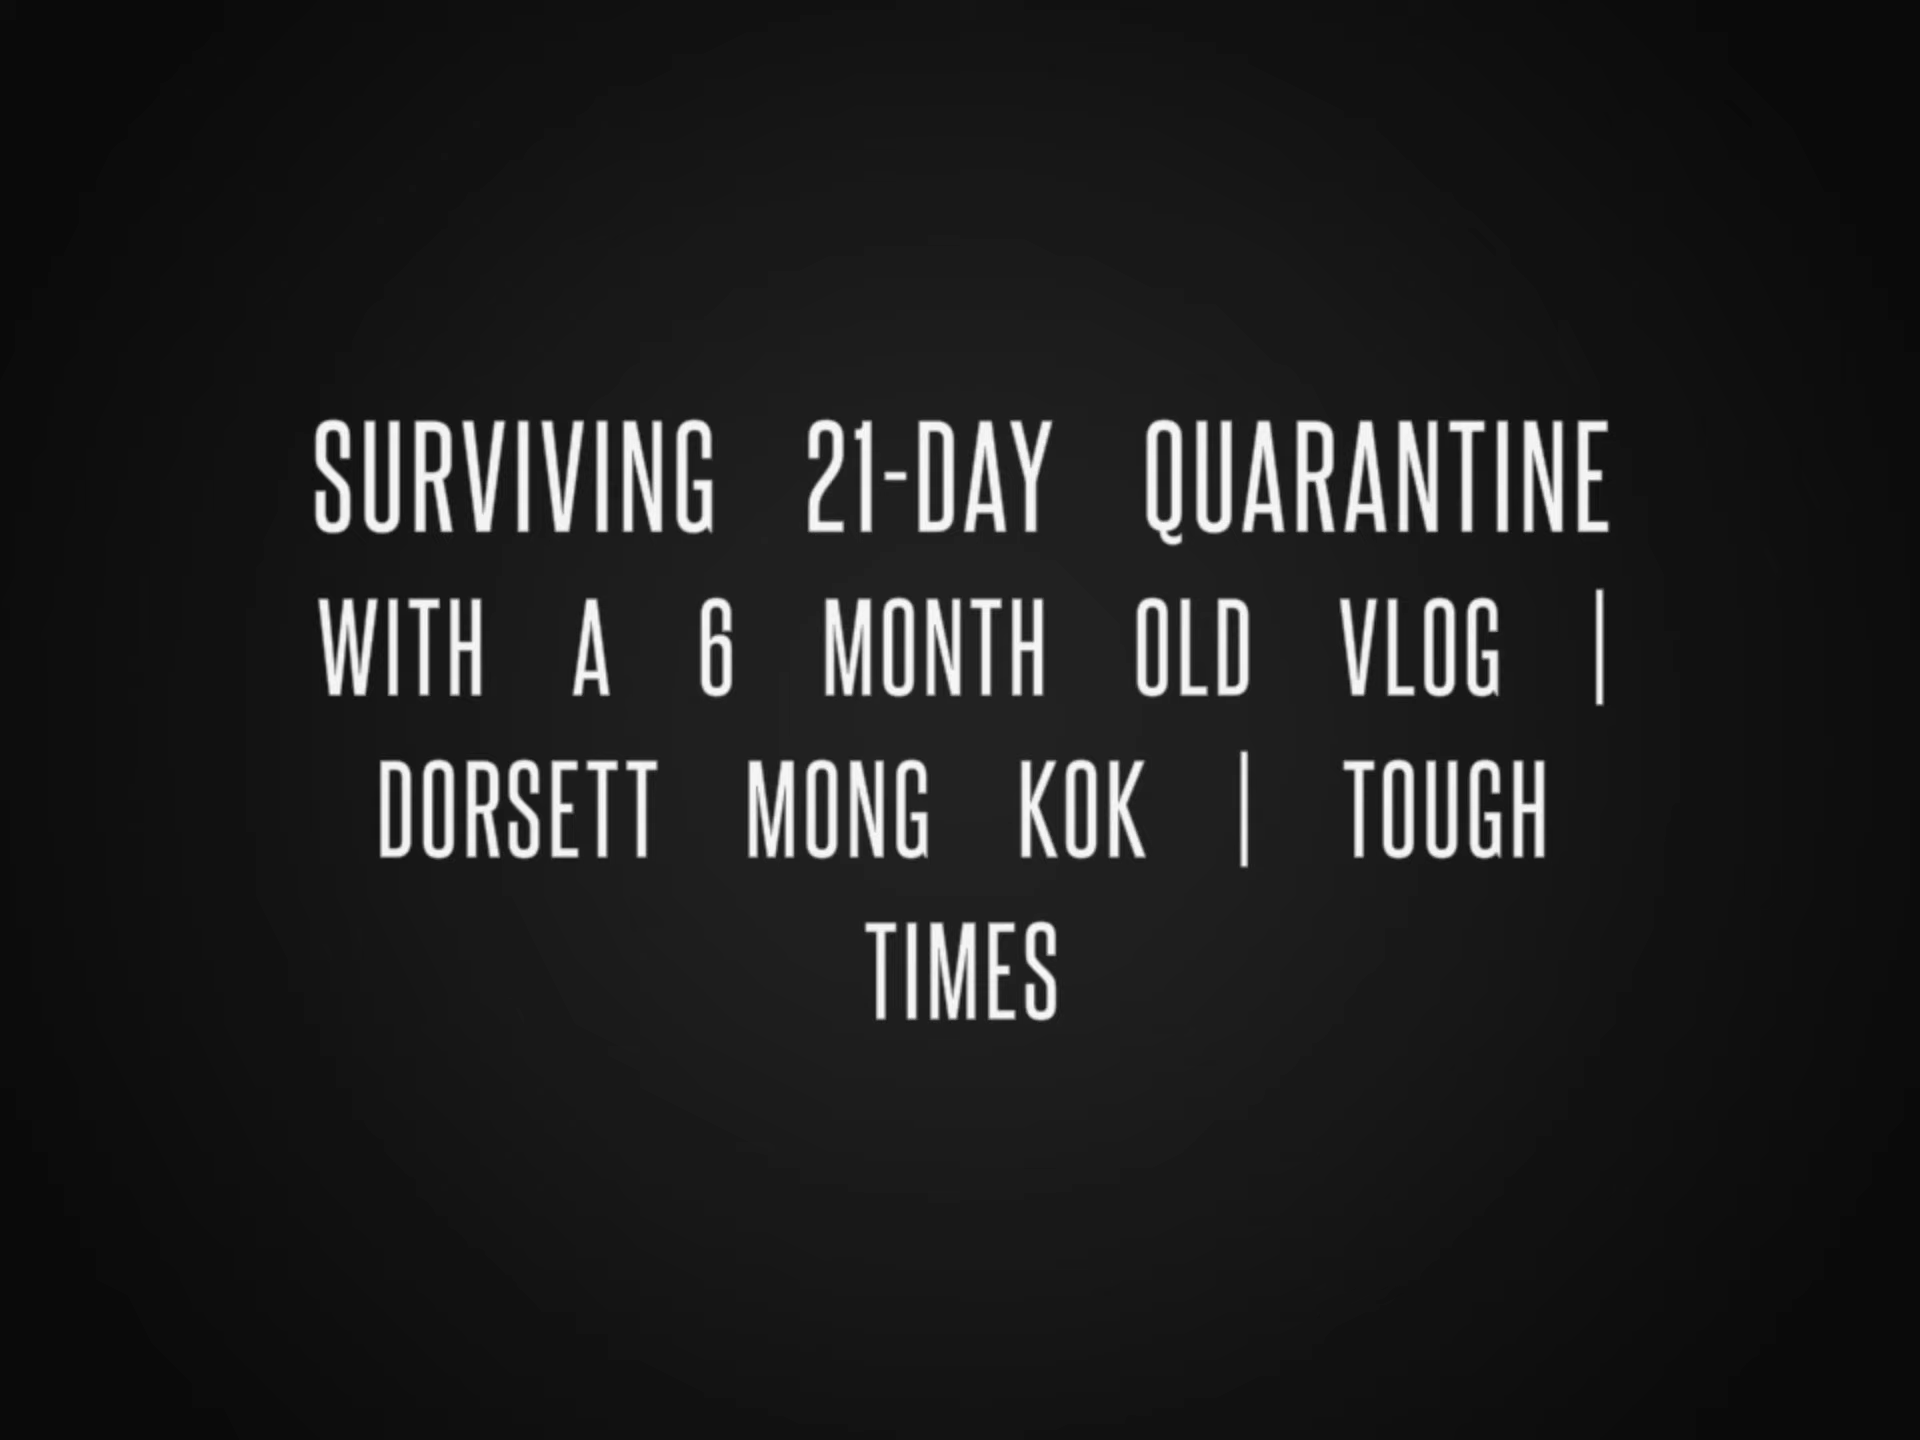 SURVIVING 21-DAY QUARANTINE
WITH A 6 MONTH OLD VLOG |
DORSETT MONG KOK | TOUGH
TIMES